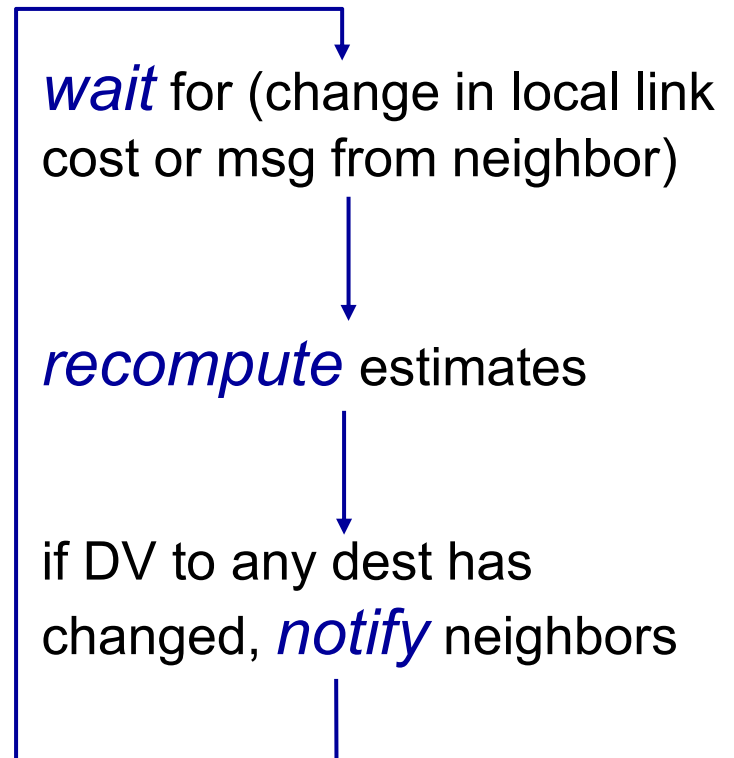 wait for (change in local link
cost or msg from neighbor)
recompute estimates
if DV to any dest has
changed, notify neighbors